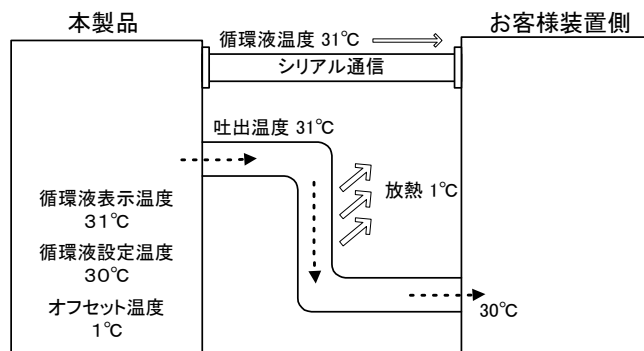 本製品
お客様装置側
循環液温度 31℃
シリアル通信
吐出温度 31℃
放熱 1℃
循環液表示温度
31℃
循環液設定温度
30℃
オフセット温度
1℃
30℃